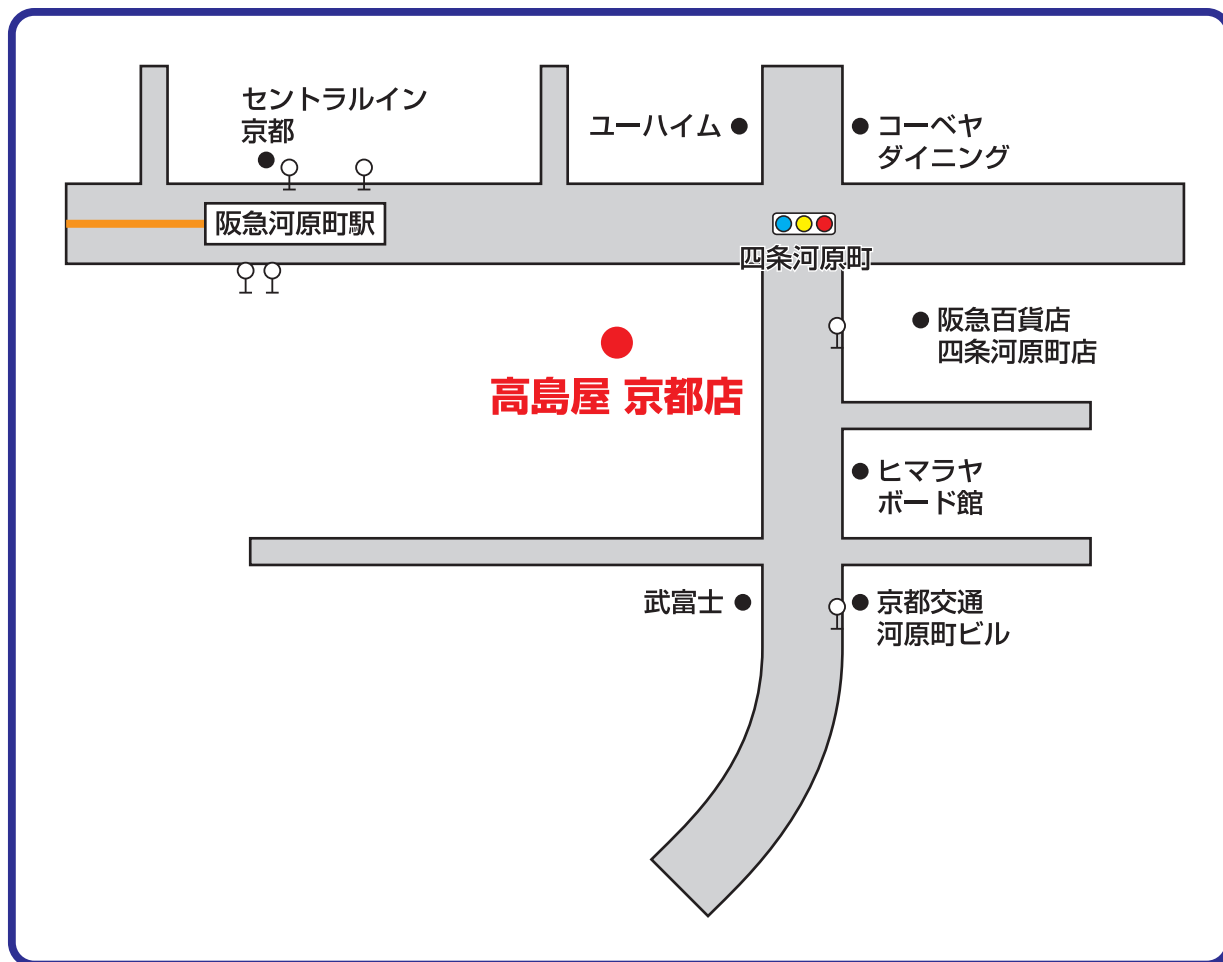 セントラルイン
京都
ユーハイム
コーベヤ
ダイニング
阪急河原町駅
四条河原町
阪急百貨店
四条河原町店
高島屋 京都店
ヒマラヤ
ボード館
武富士
京都交通
河原町ビル